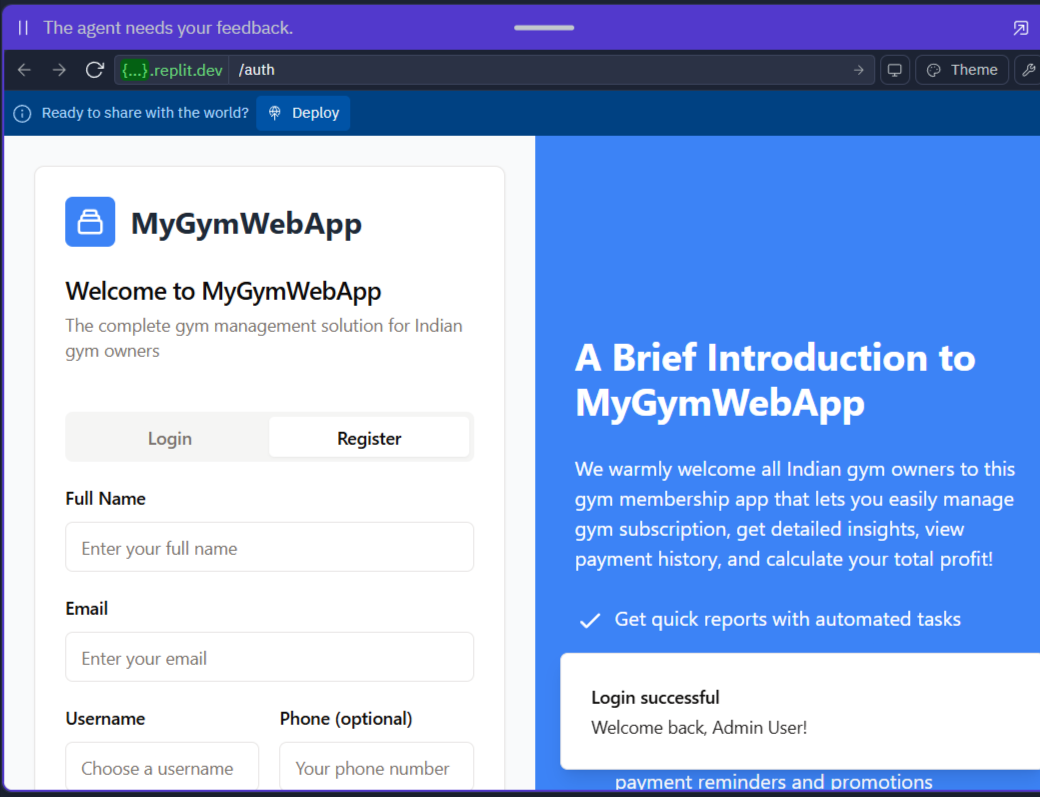 The agent needs your feedback.
{...}.replit.dev /auth
Theme
Ready to share with the world?
Deploy
MyGymWebApp
Welcome to MyGymWebApp
The complete gym management solution for Indian
gym owners
Login
Register
Full Name
Enter your full name
Email
Enter your email
Username
Phone (optional)
Choose a username
Your phone number
A Brief Introduction to
MyGymWebApp
We warmly welcome all Indian gym owners to this
gym membership app that lets you easily manage
gym subscription, get detailed insights, view
payment history, and calculate your total profit!
Get quick reports with automated tasks
Login successful
Welcome back, Admin User!
payment reminders and promotions